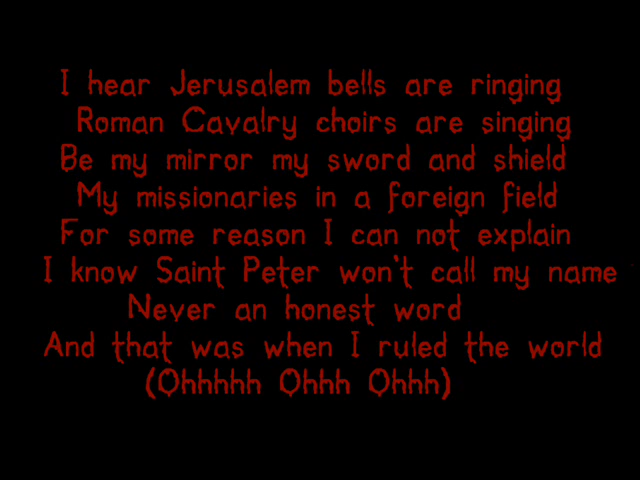 I hear Jerusalem bells are ringing
Roman Cavalry choirs are singing
Be my mirror my sword and shield
My missionaries in a foreign field
For some reason I can not explain
I know Saint Peter won't call my name
Never an honest word
And that was when I ruled the world
(Ohhhhh Ohhh Ohhh)